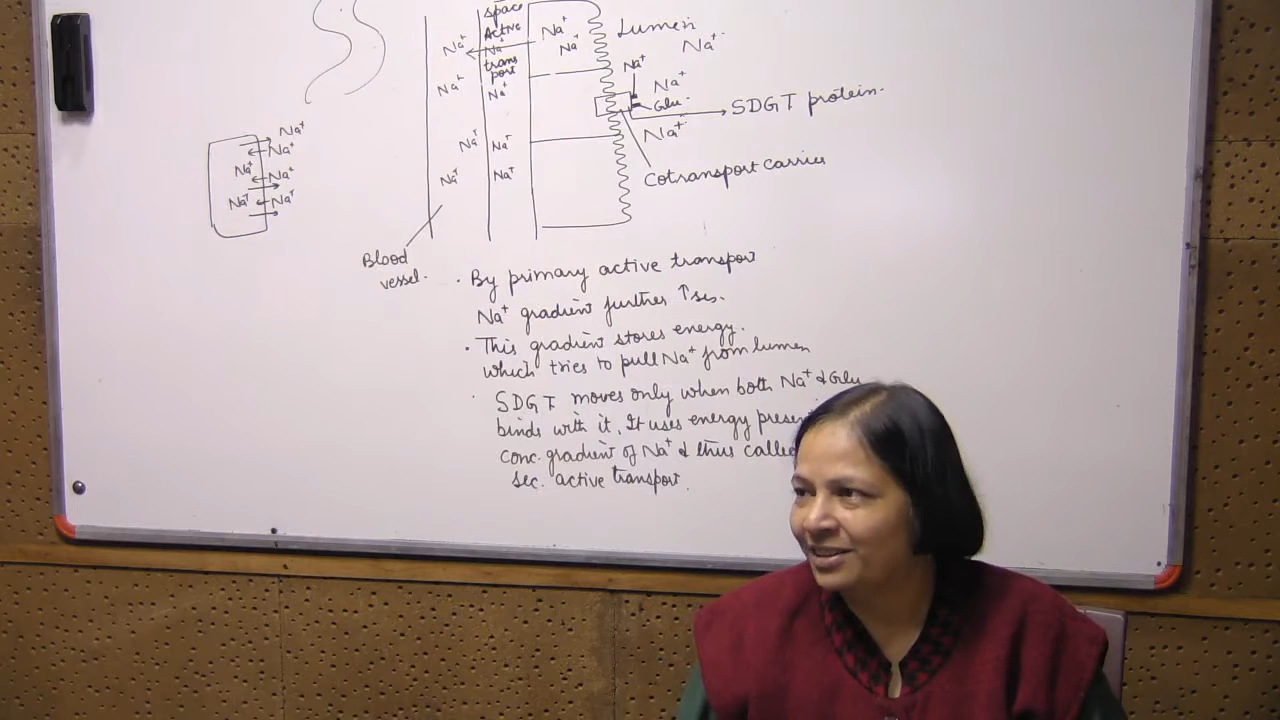 space
Active
Na⁺
trans
port
Na⁺
Na⁺
Na⁺
Na⁺
Na⁺
Na⁺
Na⁺
Na⁺
Na⁺
Lumen
Na⁺
Na⁺
Na⁺
Glu.
Na⁺
SDGT protein.
Cotransport carrier
Na⁺
Na⁺
Na⁺ Na⁺
Na⁺ Na⁺
Blood
vessel.
• By primary active transport
Na⁺ gradient further ↑ses.
• This gradient stores energy.
which tries to pull Na⁺ from lumen
• SDGT moves only when both Na⁺ & Glu
binds with it. It uses energy
conc. gradient of Na⁺ & thus called
sec. active transport.